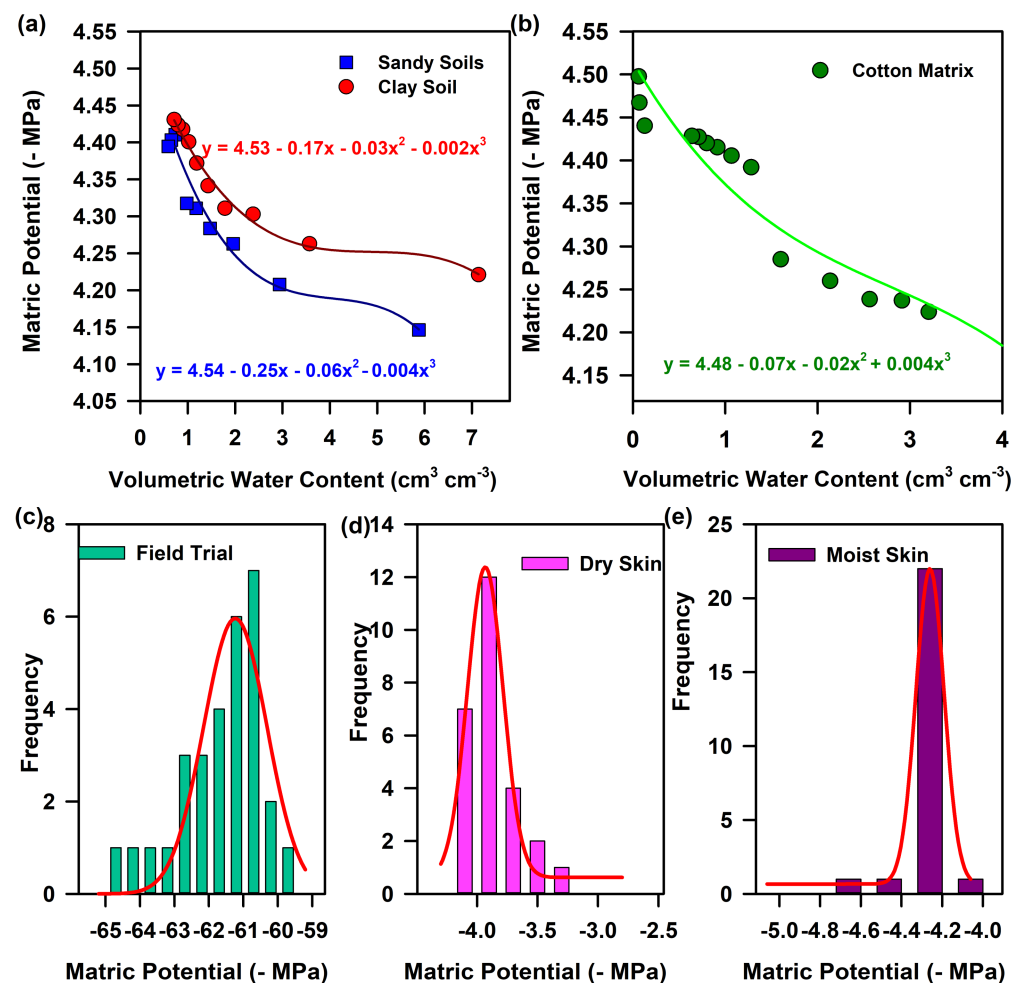 (a)
4.55
4.50
4.45
4.40
4.35
4.30
4.25
4.20
4.15
4.10
4.05
Matric Potential (- MPa)
Sandy Soils
Clay Soil
y = 4.53 - 0.17x - 0.03x² - 0.002x³
y = 4.54 - 0.25x - 0.06x² - 0.004x³
0 1 2 3 4 5 6 7
Volumetric Water Content (cm³ cm⁻³)
(b)
4.55
4.50
4.45
4.40
4.35
4.30
4.25
4.20
4.15
Matric Potential (- MPa)
Cotton Matrix
y = 4.48 - 0.07x - 0.02x² + 0.004x³
0 1 2 3 4
Volumetric Water Content (cm³ cm⁻³)
(c)
8
6
4
2
0
Frequency
Field Trial
-65 -64 -63 -62 -61 -60 -59
Matric Potential (- MPa)
(d)
14
12
10
8
6
4
2
0
Frequency
Dry Skin
-4.0 -3.5 -3.0 -2.5
Matric Potential (- MPa)
(e)
25
20
15
10
5
0
Frequency
Moist Skin
-5.0 -4.8 -4.6 -4.4 -4.2 -4.0
Matric Potential (- MPa)